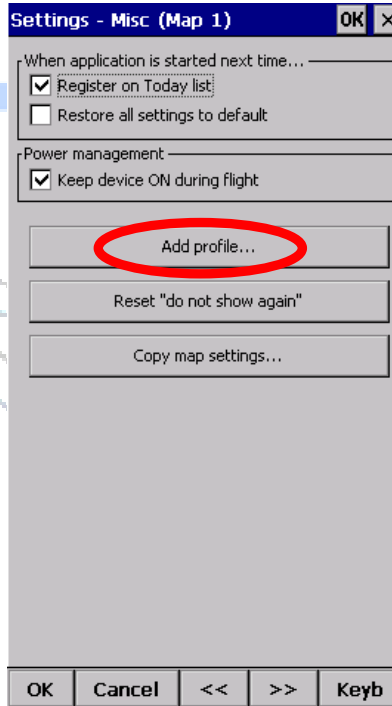 Settings - Misc (Map 1) OK ×
When application is started next time...
Register on Today list
Restore all settings to default
Power management
Keep device ON during flight
Add profile...
Reset "do not show again"
Copy map settings...
OK Cancel << >> Keyb